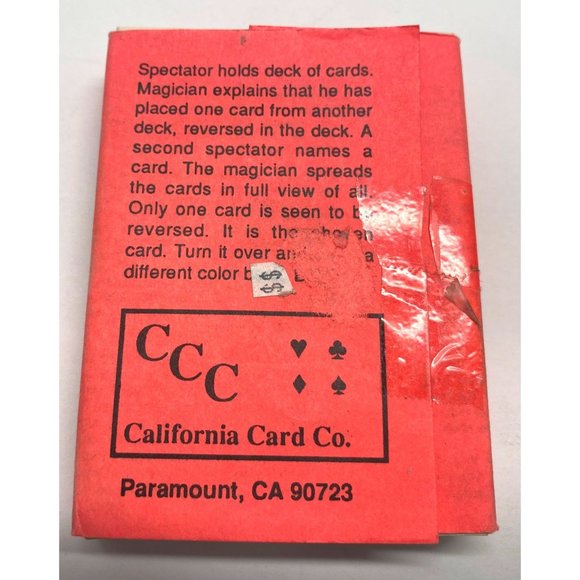 Spectator holds deck of cards.
Magician explains that he has
placed one card from another
deck, reversed in the deck. A
second spectator names a
card. The magician spreads
the cards in full view of all.
Only one card is seen to be
reversed. It is the chosen
card. Turn it over and a
different color
$$
CCC
California Card Co.
Paramount, CA 90723